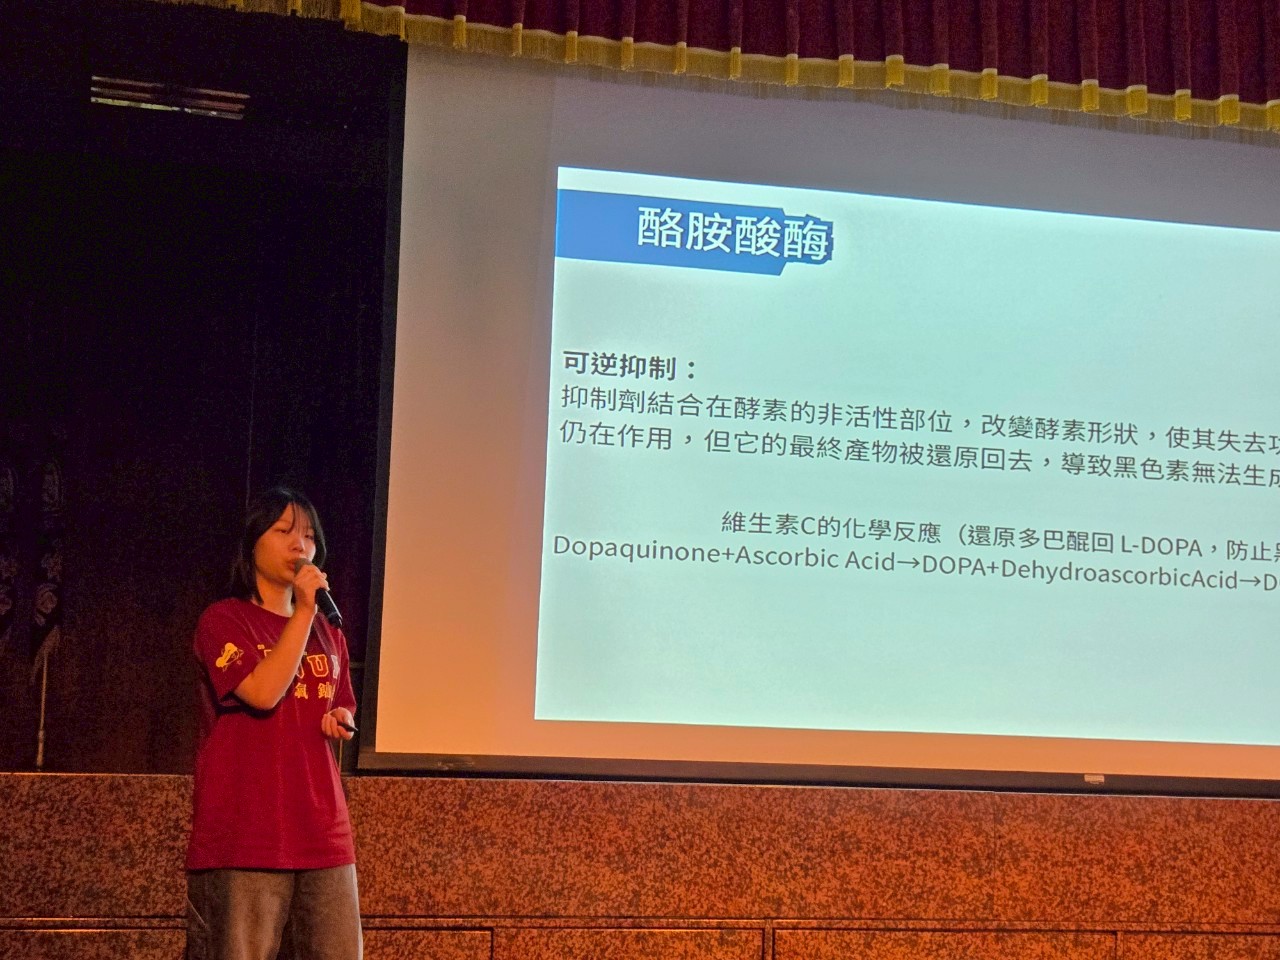 酪胺酸酶
可逆抑制：
抑制劑結合在酵素的非活性部位，改變酵素形狀，使其失去
仍在作用，但它的最終產物被還原回去，導致黑色素無法生成
維生素C的化學反應（還原多巴醌回 L-DOPA，防止
Dopaquinone+Ascorbic Acid→DOPA+DehydroascorbicAcid→D